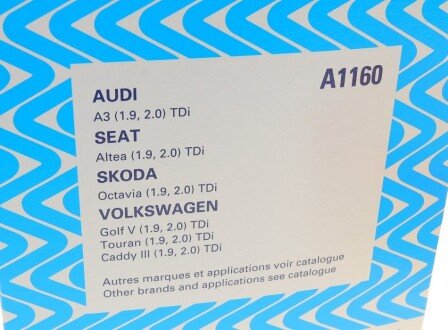 A1160
AUDI
A3 (1.9, 2.0) TDi
SEAT
Altea (1.9, 2.0) TDi
SKODA
Octavia (1.9, 2.0) TDi
VOLKSWAGEN
Golf V (1.9, 2.0) TDi
Touran (1.9, 2.0) TDi
Caddy III (1.9, 2.0) TDi
Autres marques et applications voir catalogue
Other brands and applications see catalogue